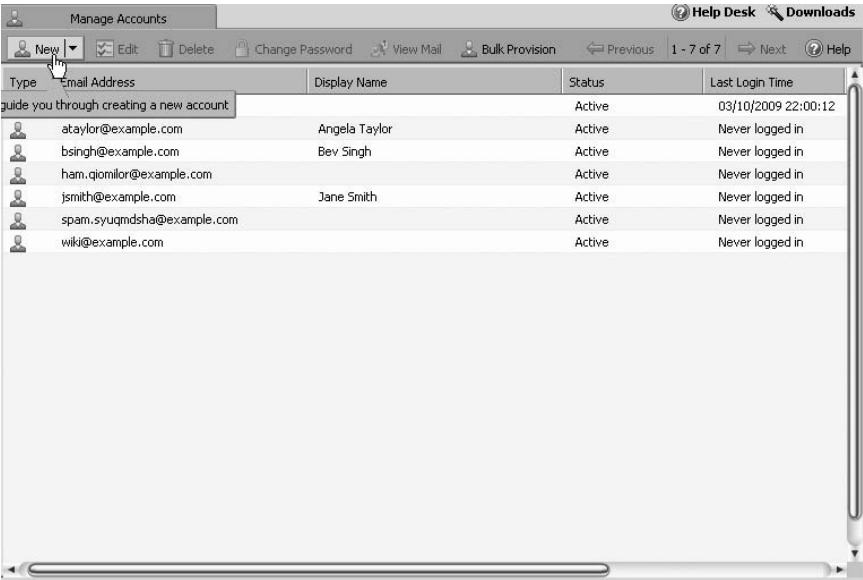 Manage Accounts Help Desk Downloads
New Edit Delete Change Password View Mail Bulk Provision Previous 1 - 7 of 7 Next Help
Type Email Address Display Name Status Last Login Time
guide you through creating a new account Active 03/10/2009 22:00:12
ataylor@example.com Angela Taylor Active Never logged in
bsingh@example.com Bev Singh Active Never logged in
ham.qiomilor@example.com Active Never logged in
jsmith@example.com Jane Smith Active Never logged in
spam.syuqmdsha@example.com Active Never logged in
wiki@example.com Active Never logged in